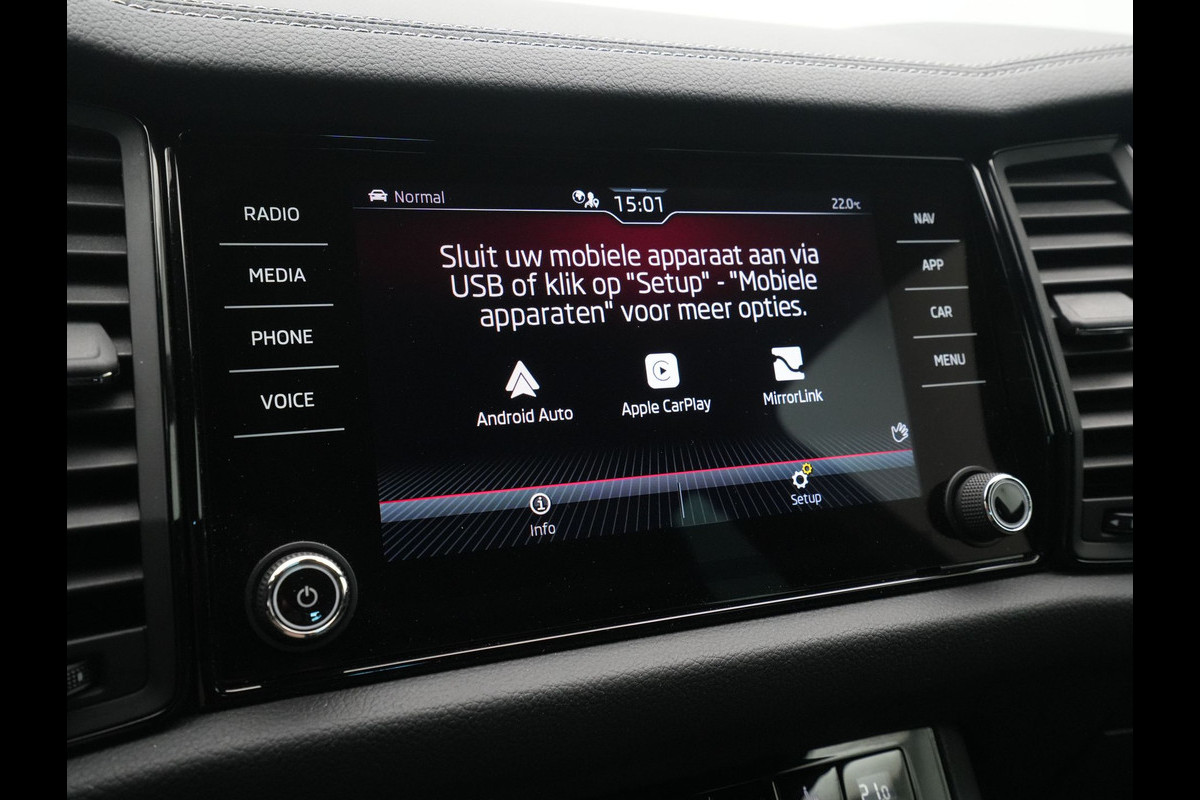 Normal
15:01
22.0°C
RADIO
MEDIA
PHONE
VOICE
NAV
APP
CAR
MENU
Sluit uw mobiele apparaat aan via
USB of klik op "Setup" - "Mobiele
apparaten" voor meer opties.
Android Auto
Apple CarPlay
MirrorLink
Info
Setup